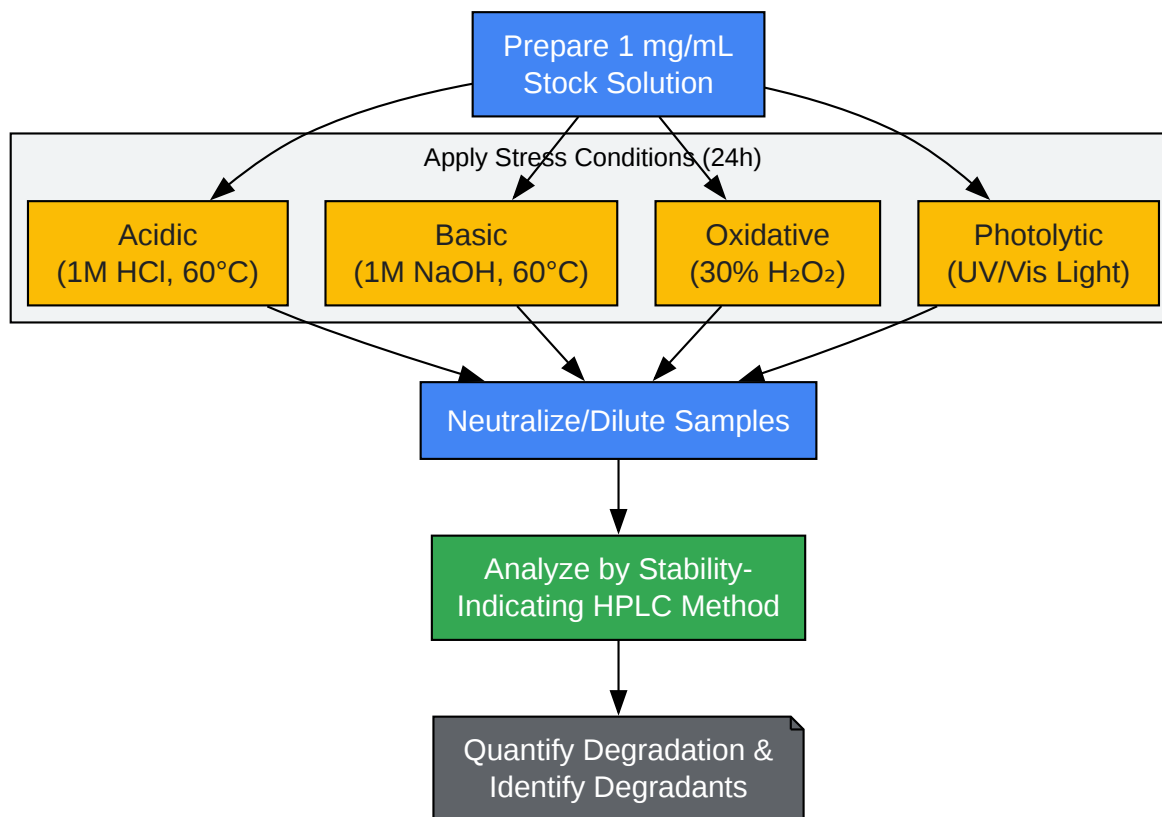 Prepare 1 mg/mL
Stock Solution
Apply Stress Conditions (24h)
Acidic
(1M HCl, 60°C)
Basic
(1M NaOH, 60°C)
Oxidative
(30% H₂O₂)
Photolytic
(UV/Vis Light)
Neutralize/Dilute Samples
Analyze by Stability-
Indicating HPLC Method
Quantify Degradation &
Identify Degradants